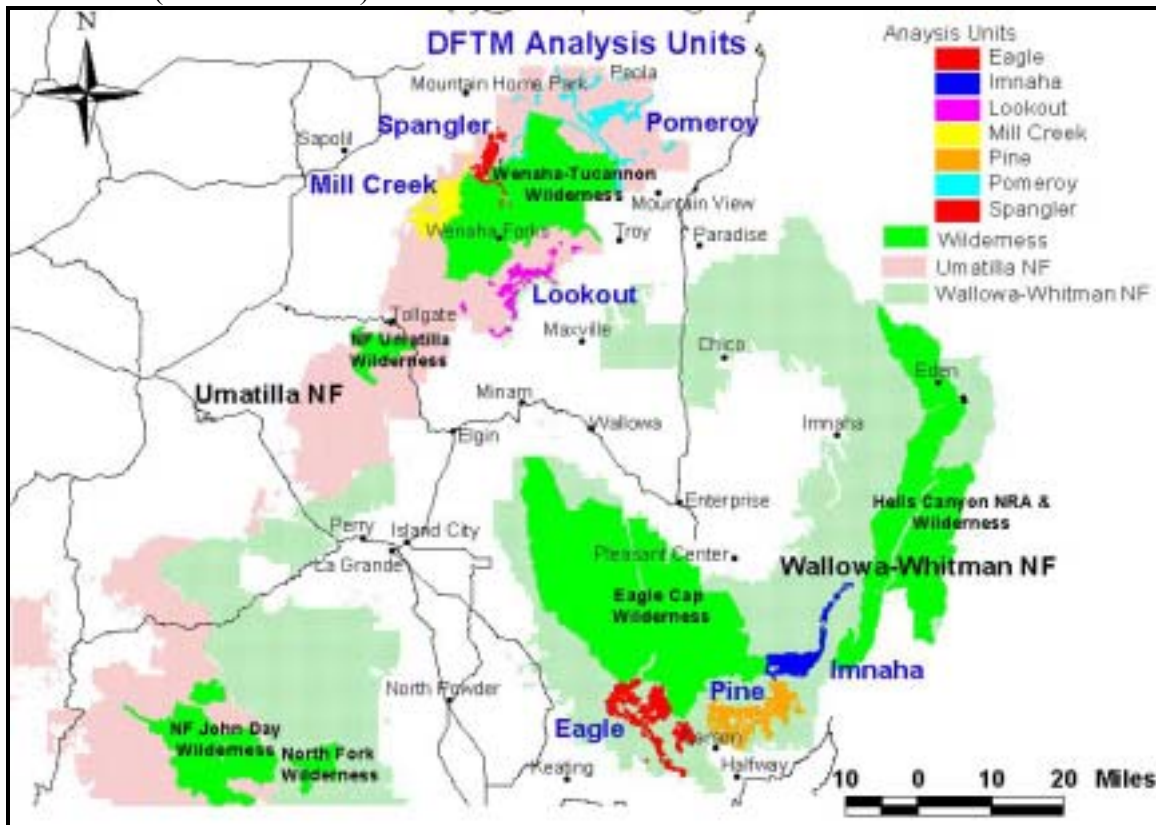 N
DFTM Analysis Units
Anaysis Units
Eagle
Imnaha
Lookout
Mill Creek
Pine
Pomeroy
Spangler
Wilderness
Umatilla NF
Wallowa-Whitman NF
Peola
Mountain Home Park
Spangler
Pomeroy
Sapolil
Wenaha-Tucannon
Wilderness
Mill Creek
Mountain View
Wenaha Forks
Troy
Paradise
Lookout
Tollgate
Maxville
NF Umatilla
Wilderness
Chico
Eden
Umatilla NF
Minam
Wallowa
Imnaha
Elgin
Enterprise
Hells Canyon NRA &
Wilderness
Perry
Island City
La Grande
Pleasant Center
Wallowa-Whitman NF
Eagle Cap
Wilderness
Imnaha
Pine
North Powder
Eagle
NF John Day
Wilderness
North Fork
Wilderness
Keating
Halfway
10 0 10 20 Miles